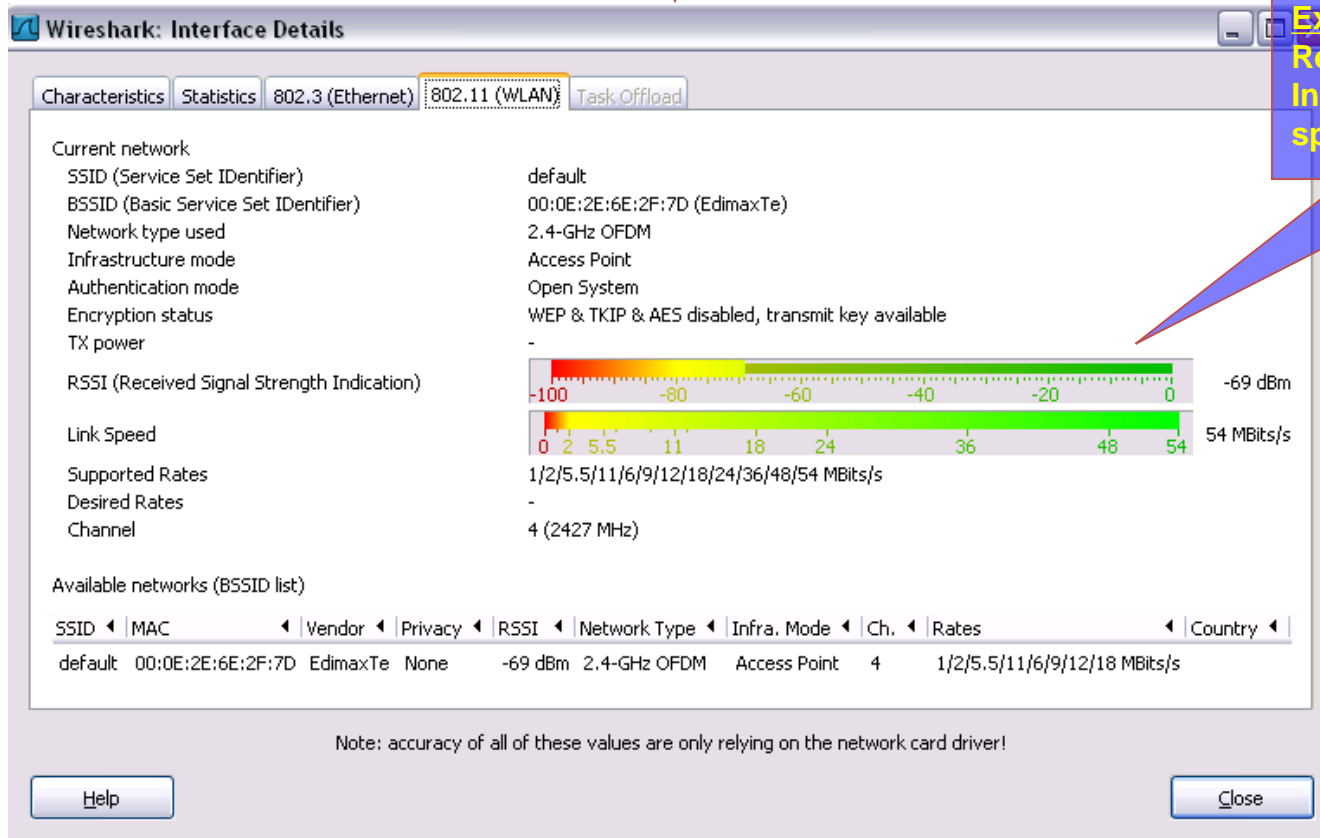 Wireshark: Interface Details
Characteristics Statistics 802.3 (Ethernet) 802.11 (WLAN) Task Offload
Current network
SSID (Service Set IDentifier) default
BSSID (Basic Service Set IDentifier) 00:0E:2E:6E:2F:7D (EdimaxTe)
Network type used 2.4-GHz OFDM
Infrastructure mode Access Point
Authentication mode Open System
Encryption status WEP & TKIP & AES disabled, transmit key available
TX power -
RSSI (Received Signal Strength Indication) -100 -80 -60 -40 -20 0 -69 dBm
Link Speed 0 2 5.5 11 18 24 36 48 54 54 MBits/s
Supported Rates 1/2/5.5/11/6/9/12/18/24/36/48/54 MBits/s
Desired Rates -
Channel 4 (2427 MHz)
Available networks (BSSID list)
SSID MAC Vendor Privacy RSSI Network Type Infra. Mode Ch. Rates Country
default 00:0E:2E:6E:2F:7D EdimaxTe None -69 dBm 2.4-GHz OFDM Access Point 4 1/2/5.5/11/6/9/12/18 MBits/s
Note: accuracy of all of these values are only relying on the network card driver!
Help Close